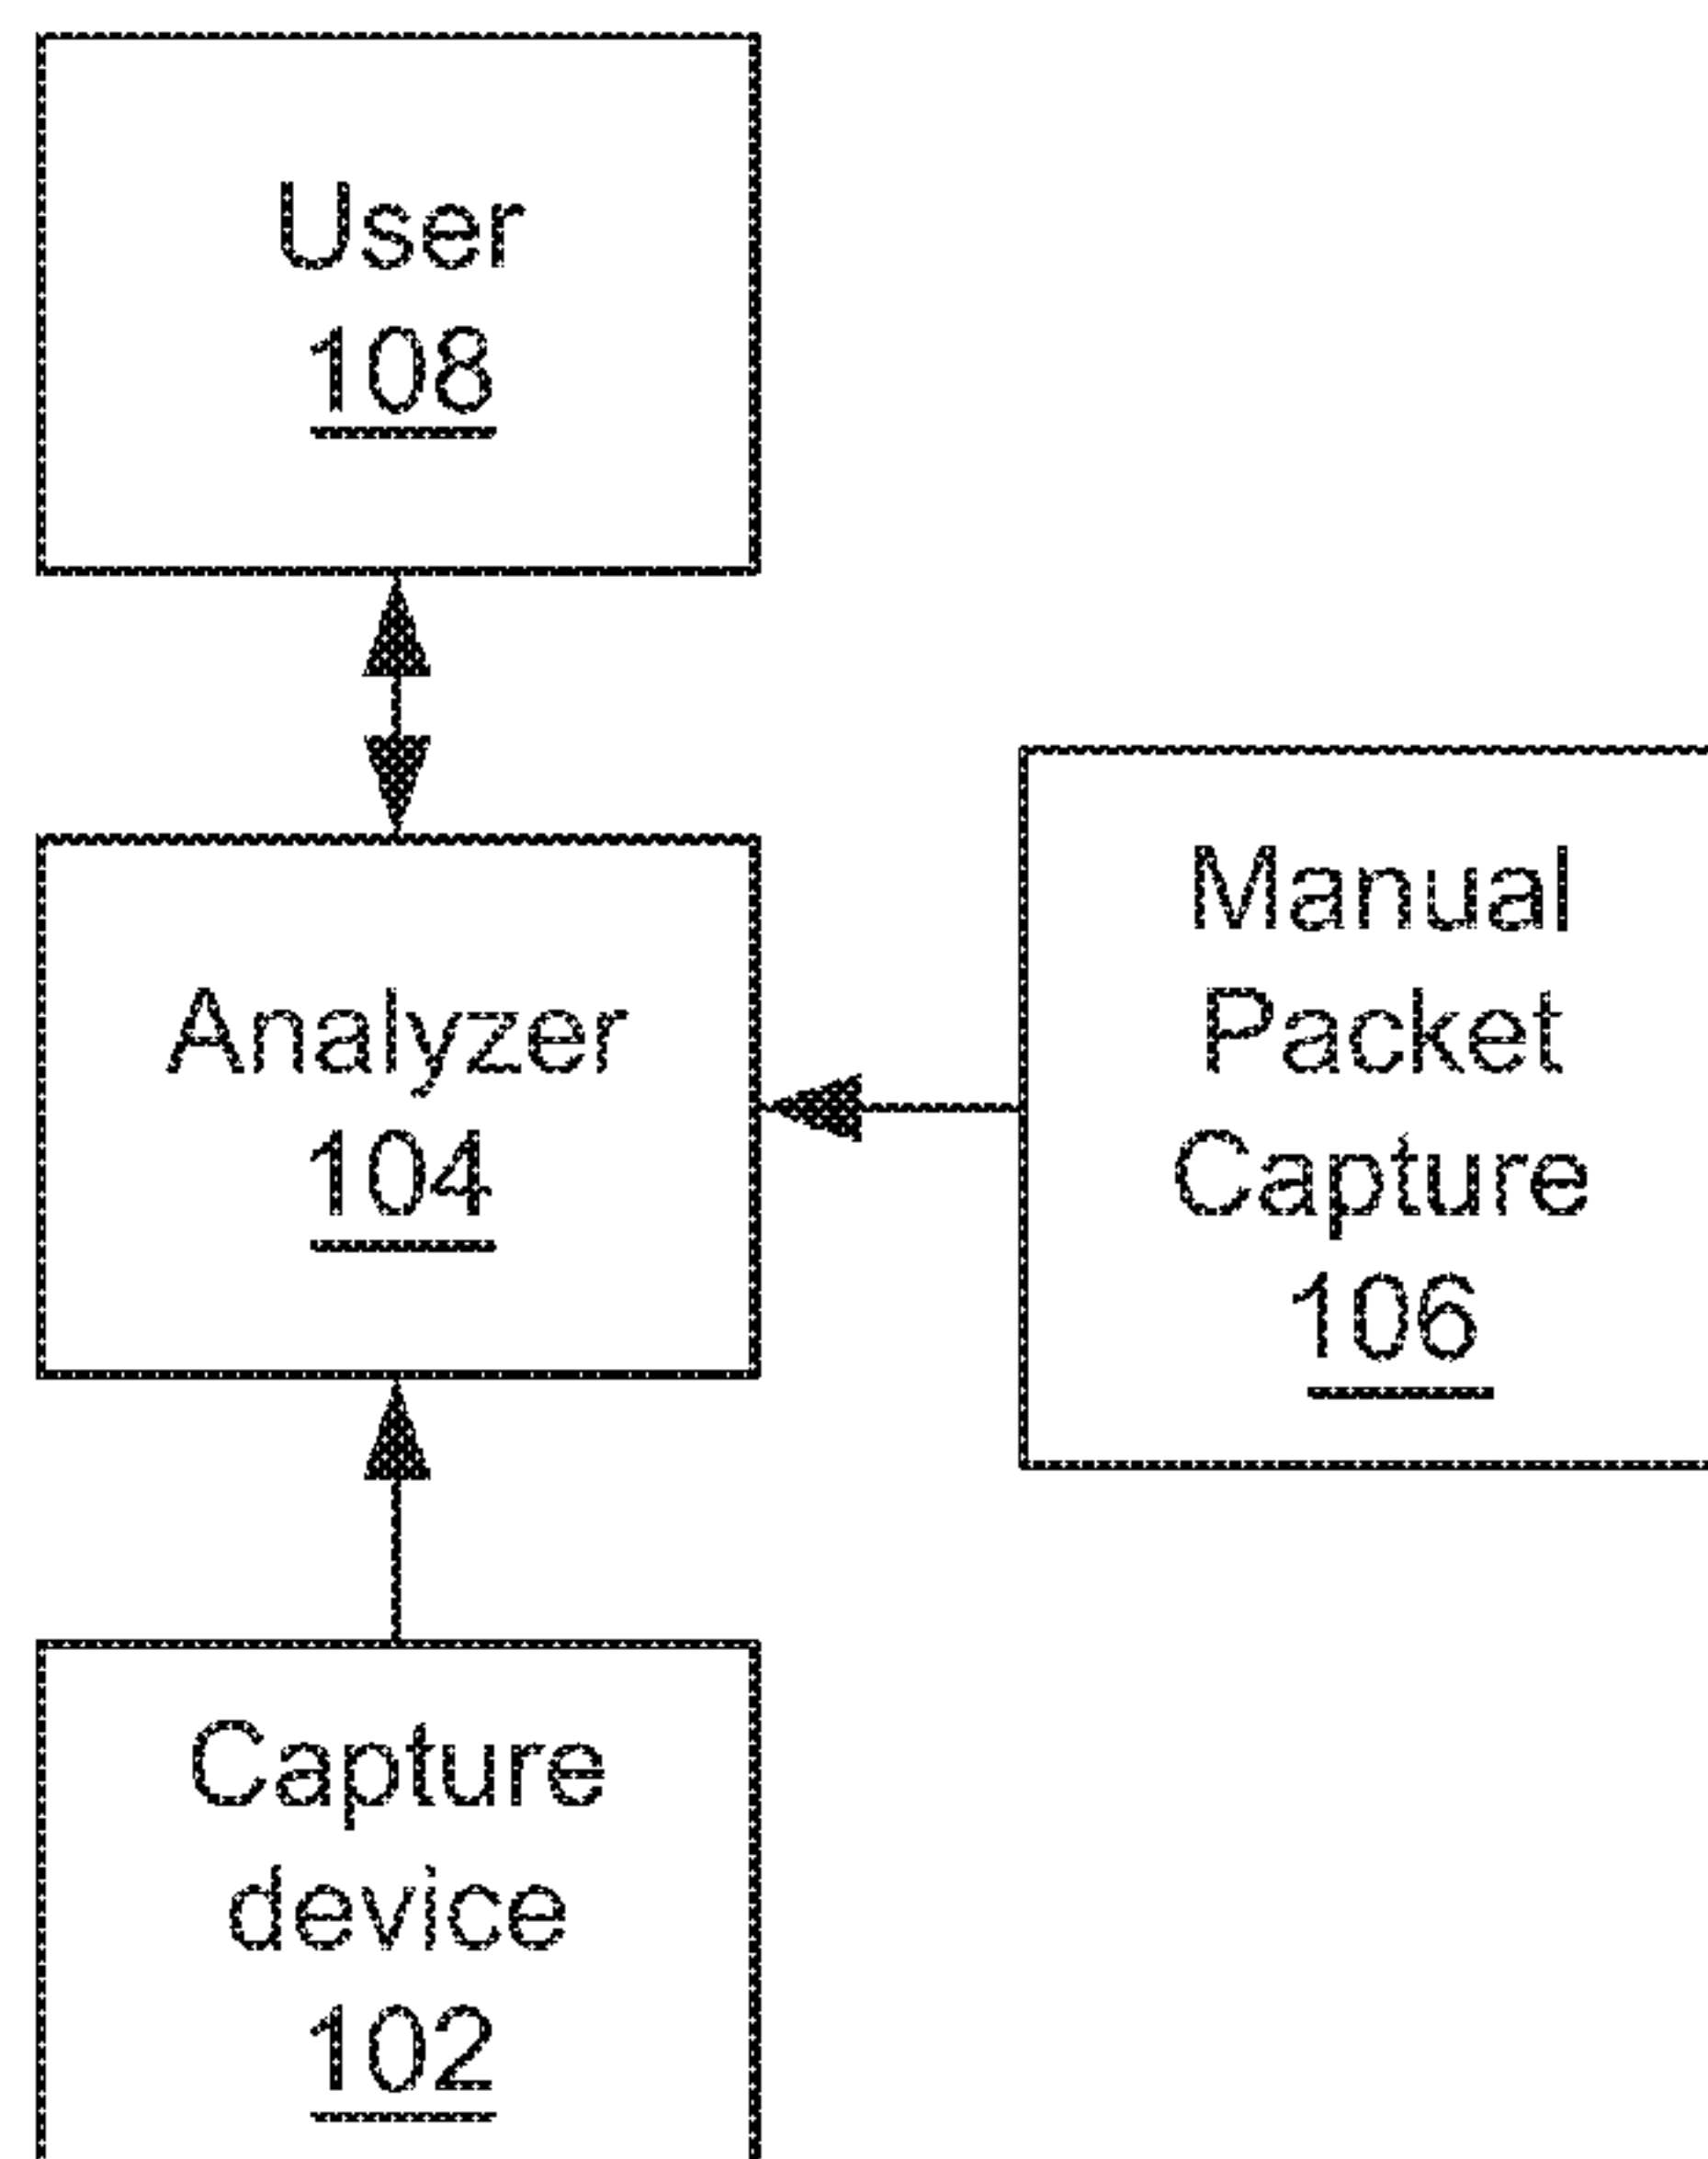 User
108
Analyzer
104
Manual
Packet
Capture
106
Capture
device
102